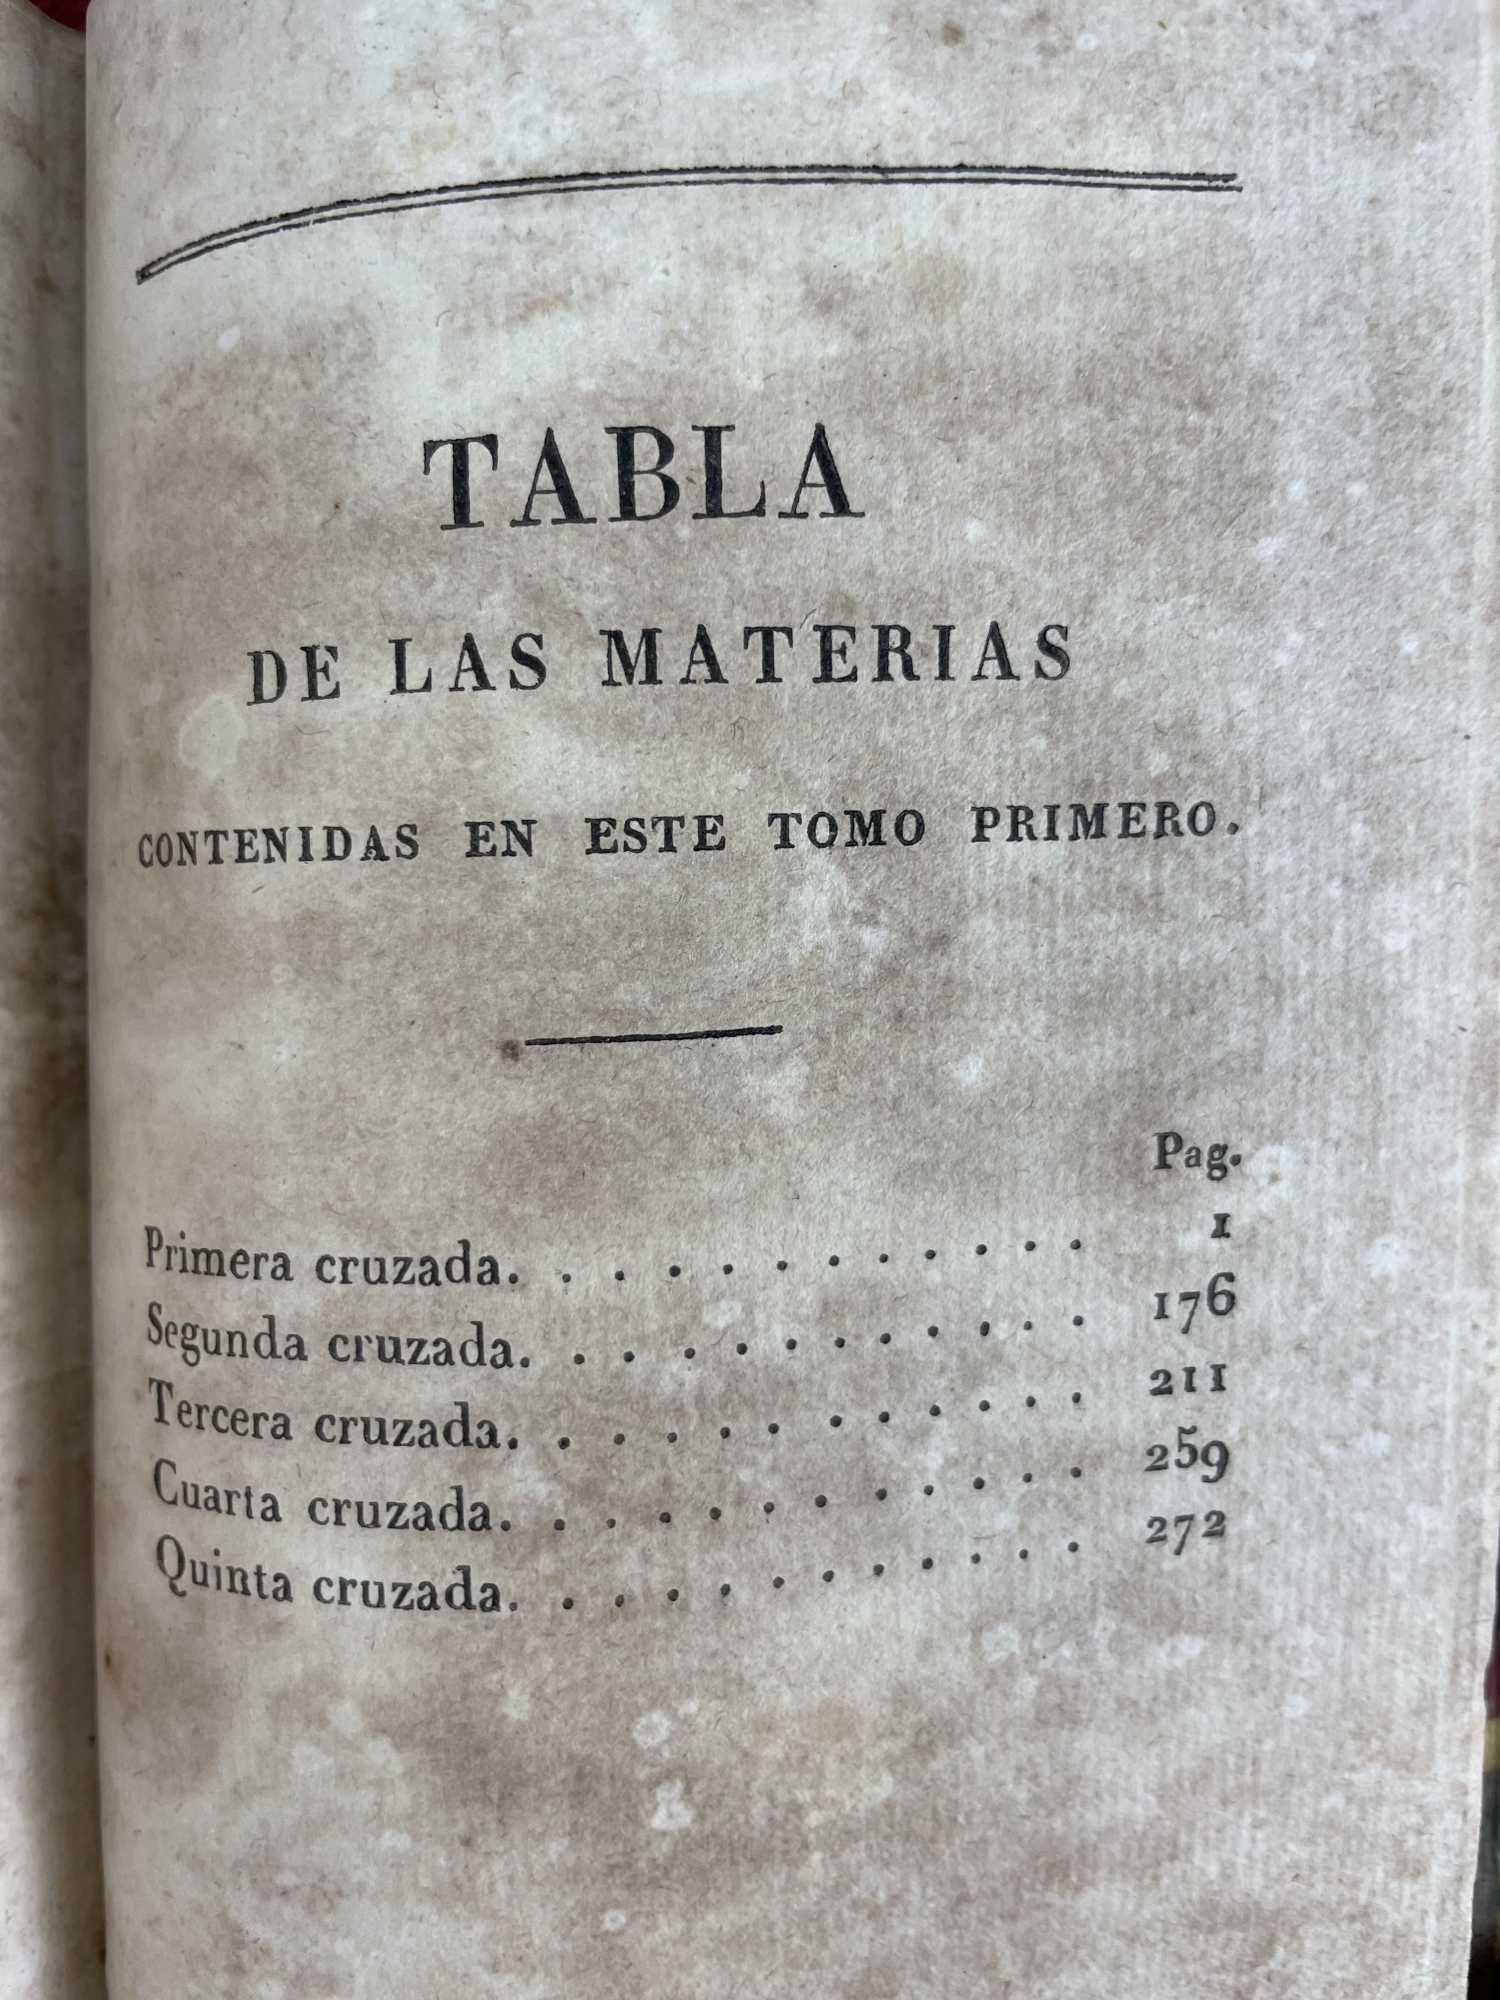 TABLA
DE LAS MATERIAS
CONTENIDAS EN ESTE TOMO PRIMERO.
Pag.
Primera cruzada. . . . . . . . . . . . 1
Segunda cruzada. . . . . . . . . . . . 176
Tercera cruzada. . . . . . . . . . . . 211
Cuarta cruzada. . . . . . . . . . . . 259
Quinta cruzada. . . . . . . . . . . . 272